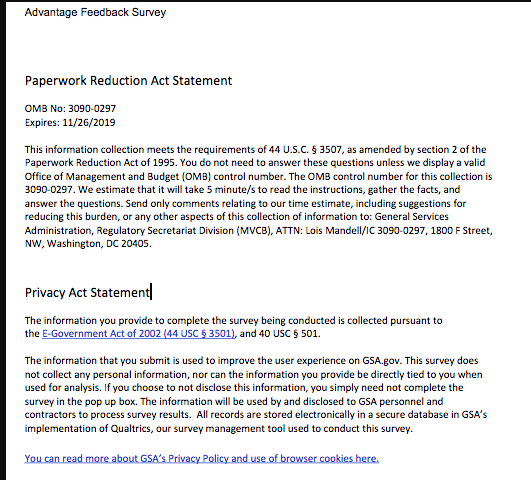 Advantage Feedback Survey
Paperwork Reduction Act Statement
OMB No: 3090-0297
Expires: 11/26/2019
This information collection meets the requirements of 44 U.S.C. § 3507, as amended by section 2 of the
Paperwork Reduction Act of 1995. You do not need to answer these questions unless we display a valid
Office of Management and Budget (OMB) control number. The OMB control number for this collection is
3090-0297. We estimate that it will take 5 minute/s to read the instructions, gather the facts, and
answer the questions. Send only comments relating to our time estimate, including suggestions for
reducing this burden, or any other aspects of this collection of information to: General Services
Administration, Regulatory Secretariat Division (MVCB), ATTN: Lois Mandell/IC 3090-0297, 1800 F Street,
NW, Washington, DC 20405.
Privacy Act Statement
The information you provide to complete the survey being conducted is collected pursuant to
the E-Government Act of 2002 (44 USC § 3501), and 40 USC § 501.
The information that you submit is used to improve the user experience on GSA.gov. This survey does
not collect any personal information, nor can the information you provide be directly tied to you when
used for analysis. If you choose to not disclose this information, you simply need not complete the
survey in the pop up box. The information will be used by and disclosed to GSA personnel and
contractors to process survey results. All records are stored electronically in a secure database in GSA's
implementation of Qualtrics, our survey management tool used to conduct this survey.
You can read more about GSA's Privacy Policy and use of browser cookies here.